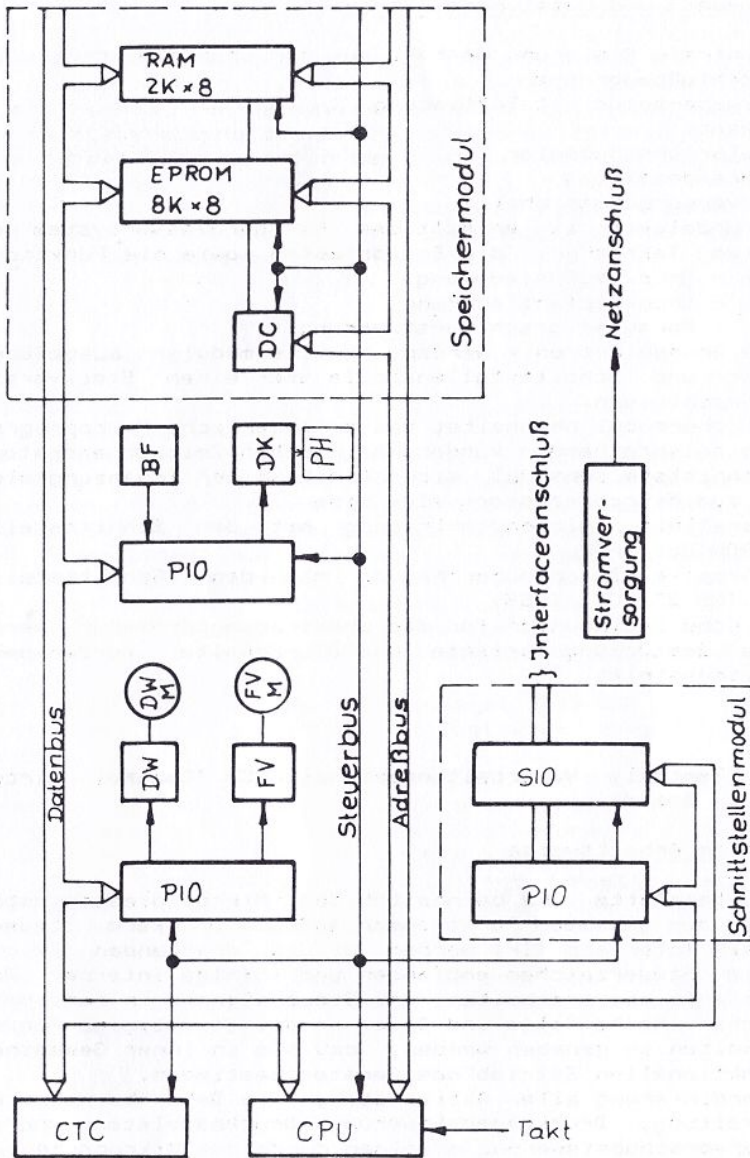 RAM
2K × 8
EPROM
8K × 8
DC
Speichermodul
Netzanschluß
BF
DK
PH
PIO
Interfaceanschluß
Stromver
sorgung
DW
M
FV
M
Datenbus
DW
FV
Steuerbus
Adreßbus
SIO
PIO
PIO
Schnittstellenmodul
CTC
CPU
Takt